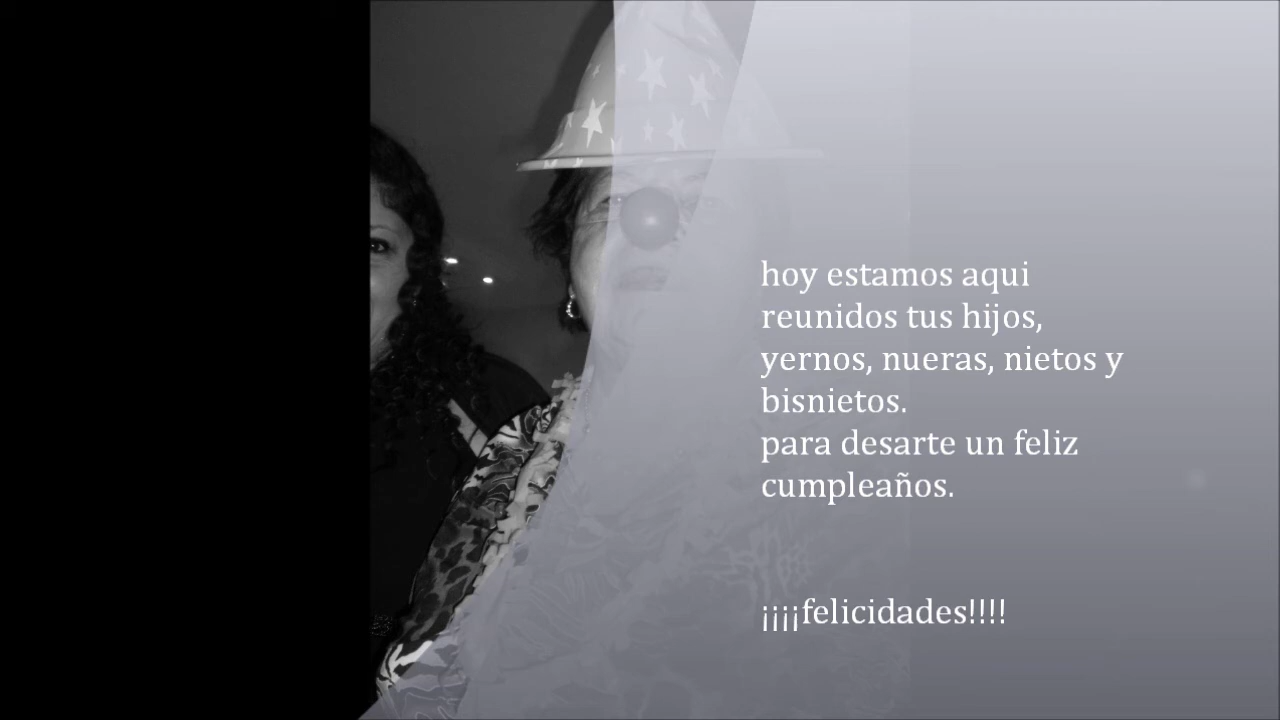 hoy estamos aqui
reunidos tus hijos,
yernos, nueras, nietos y
bisnietos.
para desarte un feliz
cumpleaños.
¡¡¡¡felicidades!!!!